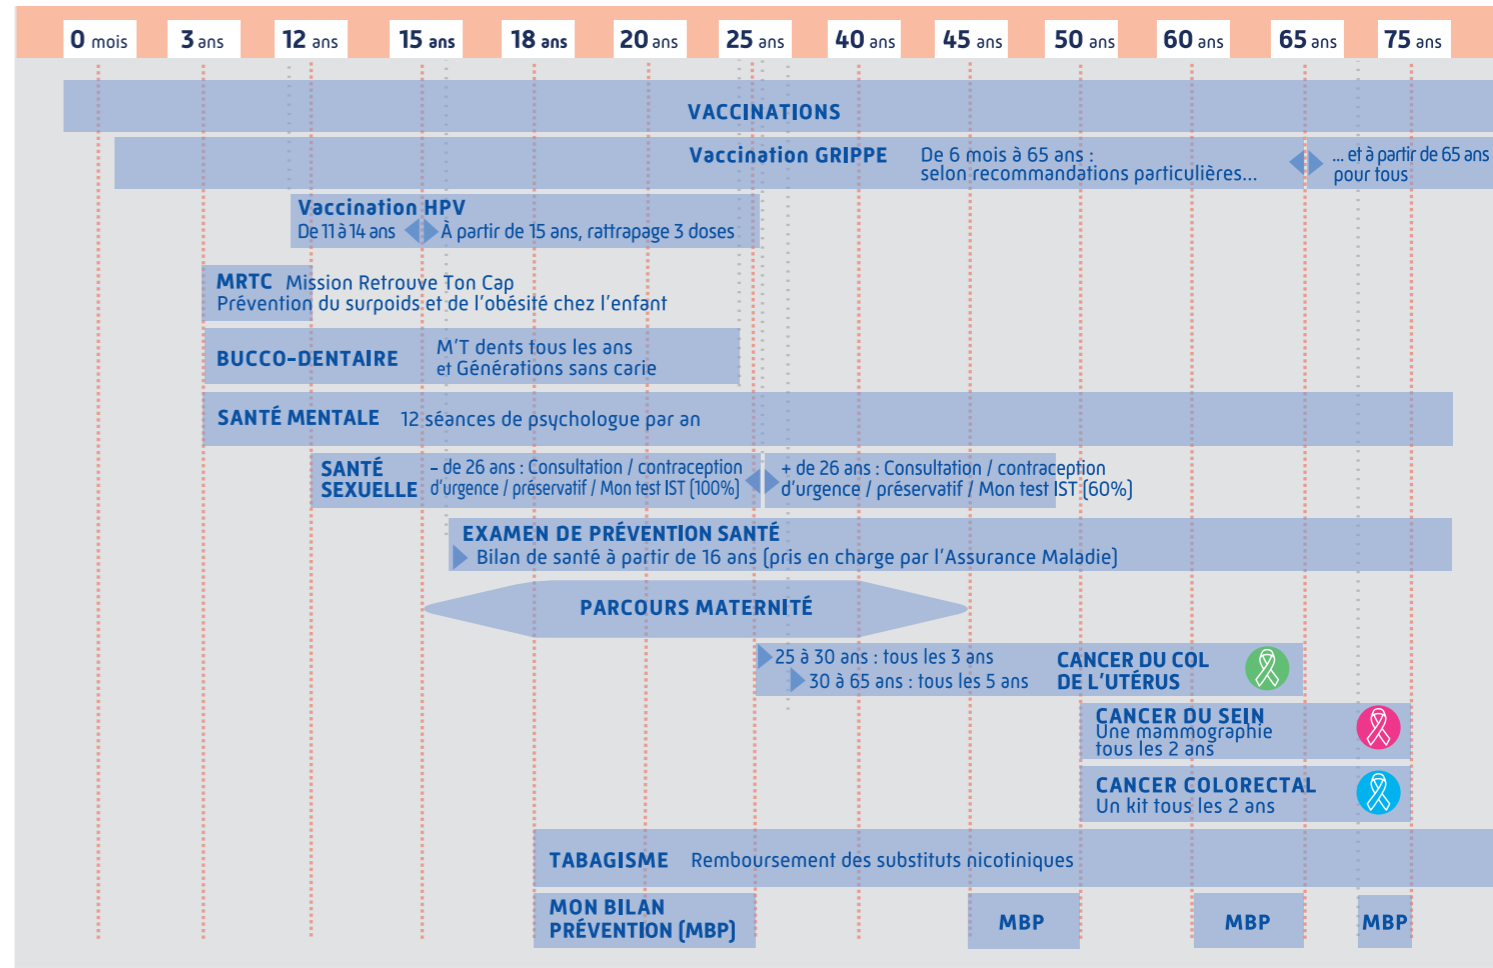 0 mois 3 ans 12 ans 15 ans 18 ans 20 ans 25 ans 40 ans 45 ans 50 ans 60 ans 65 ans 75 ans
VACCINATIONS
Vaccination GRIPPE
De 6 mois à 65 ans :
selon recommandations particulières...
... et à partir de 65 ans
pour tous
Vaccination HPV
De 11 à 14 ans
À partir de 15 ans, rattrapage 3 doses
MRTC Mission Retrouve Ton Cap
Prévention du surpoids et de l'obésité chez l'enfant
BUCCO-DENTAIRE
M'T dents tous les ans
et Générations sans carie
SANTÉ MENTALE 12 séances de psychologue par an
SANTÉ
SEXUELLE
- de 26 ans : Consultation / contraception
d'urgence / préservatif / Mon test IST (100%)
+ de 26 ans : Consultation / contraception
d'urgence / préservatif / Mon test IST (60%)
EXAMEN DE PRÉVENTION SANTÉ
Bilan de santé à partir de 16 ans (pris en charge par l'Assurance Maladie)
PARCOURS MATERNITÉ
25 à 30 ans : tous les 3 ans
30 à 65 ans : tous les 5 ans
CANCER DU COL
DE L'UTÉRUS
CANCER DU SEIN
Une mammographie
tous les 2 ans
CANCER COLORECTAL
Un kit tous les 2 ans
TABAGISME Remboursement des substituts nicotiniques
MON BILAN
PRÉVENTION (MBP)
MBP
MBP
MBP